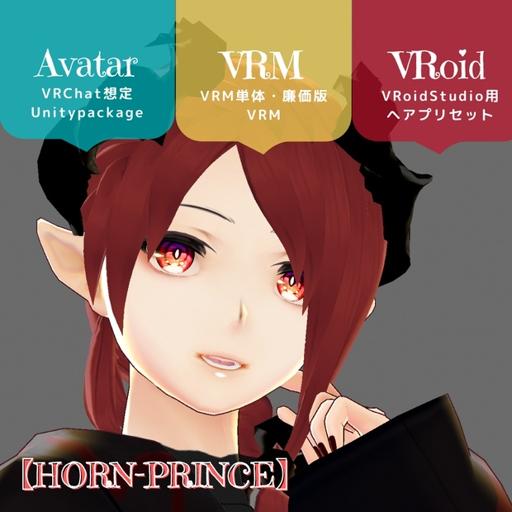 Avatar
VRChat想定
Unitypackage
VRM
VRM単体・廉価版
VRM
VRoid
VRoidStudio用
ヘアプリセット
【HORN-PRINCE】